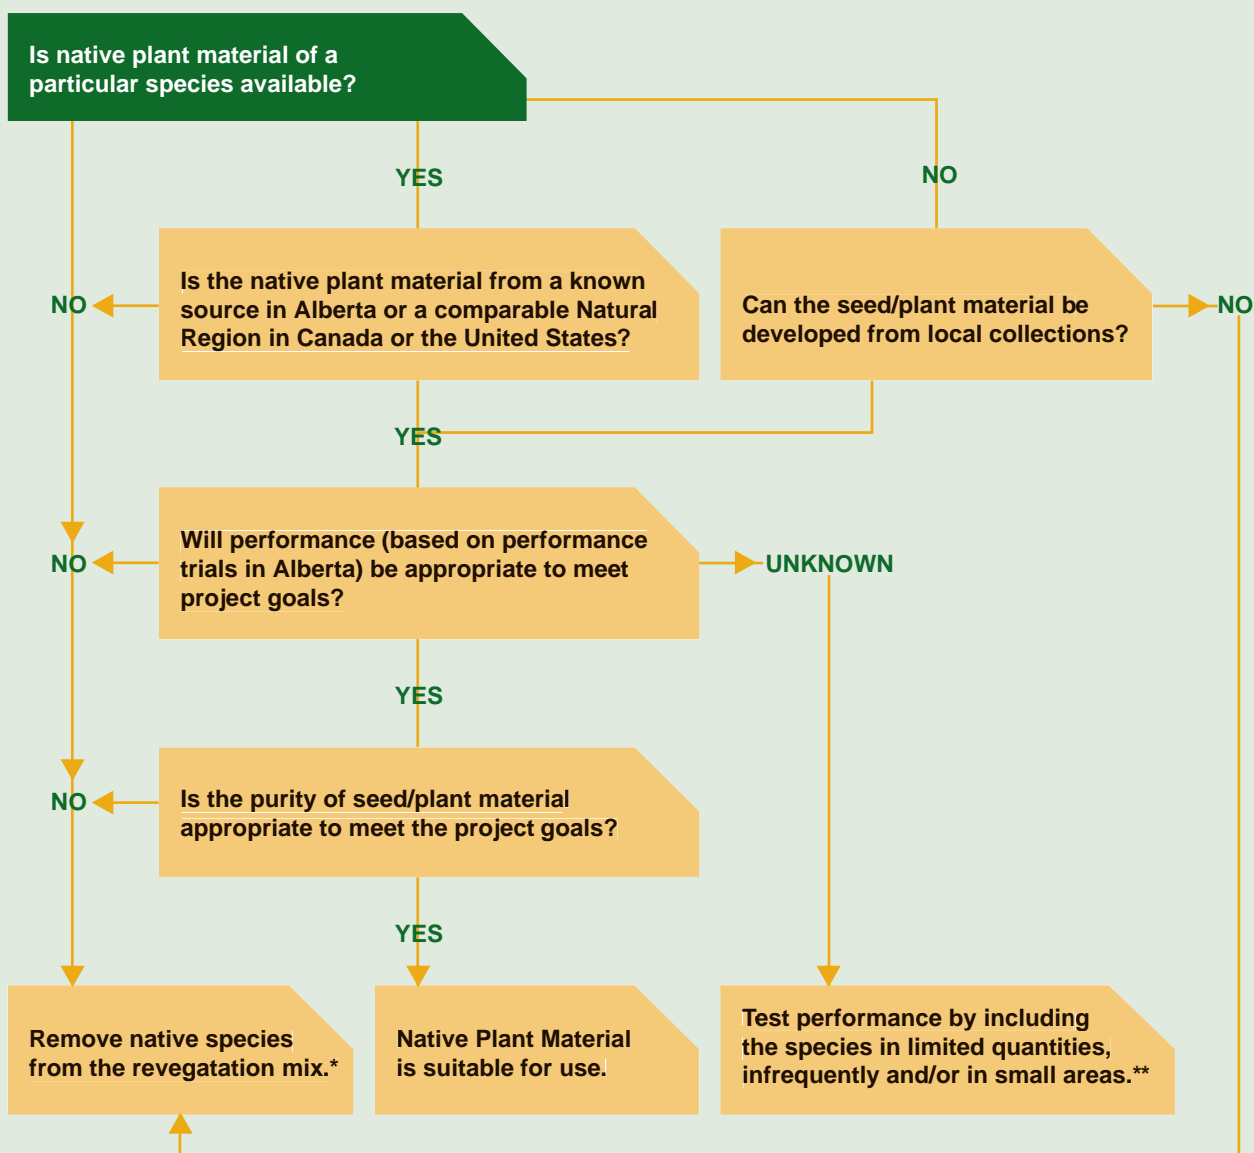 Is native plant material of a
particular species available?
YES
NO
Is the native plant material from a known
source in Alberta or a comparable Natural
Region in Canada or the United States?
NO
Can the seed/plant material be
developed from local collections?
NO
YES
Will performance (based on performance
trials in Alberta) be appropriate to meet
project goals?
NO
UNKNOWN
YES
Is the purity of seed/plant material
appropriate to meet the project goals?
NO
YES
Remove native species
from the revegatation mix.*
Native Plant Material
is suitable for use.
Test performance by including
the species in limited quantities,
infrequently and/or in small areas.**